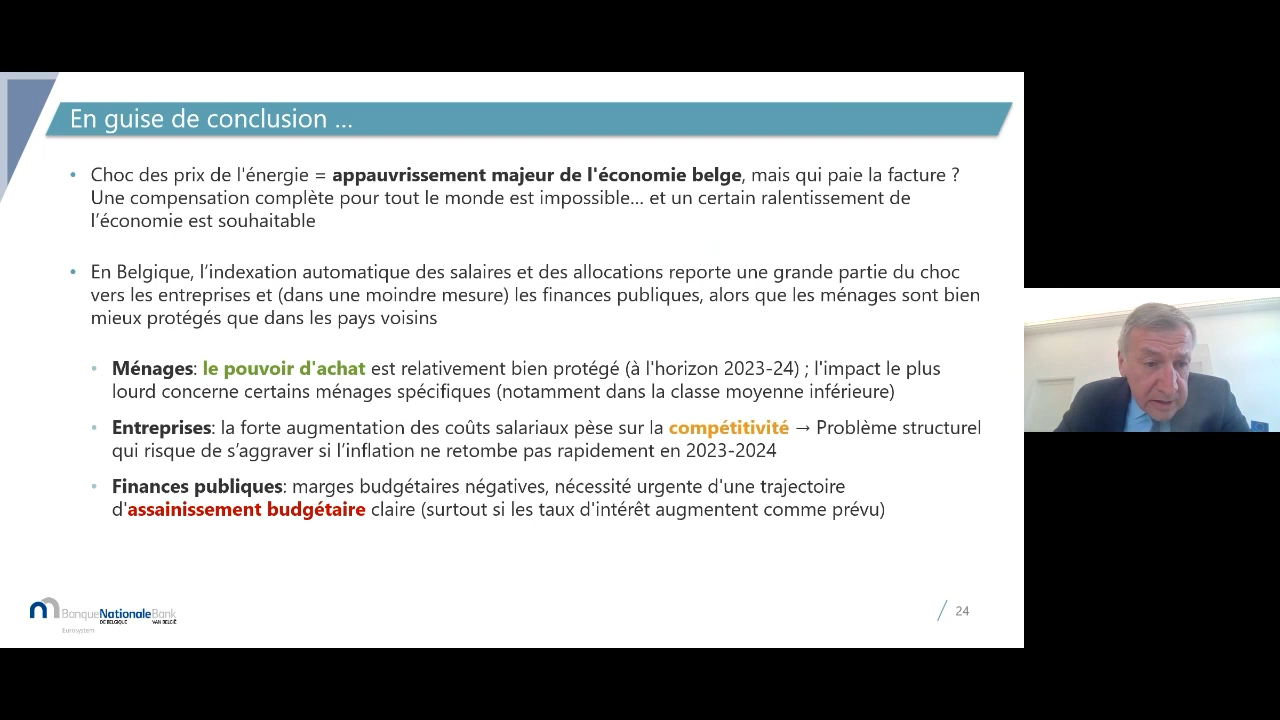 En guise de conclusion ...
• Choc des prix de l'énergie = appauvrissement majeur de l'économie belge, mais qui paie la facture ?
Une compensation complète pour tout le monde est impossible... et un certain ralentissement de
l’économie est souhaitable
• En Belgique, l’indexation automatique des salaires et des allocations reporte une grande partie du choc
vers les entreprises et (dans une moindre mesure) les finances publiques, alors que les ménages sont bien
mieux protégés que dans les pays voisins
• Ménages: le pouvoir d'achat est relativement bien protégé (à l'horizon 2023-24) ; l'impact le plus
lourd concerne certains ménages spécifiques (notamment dans la classe moyenne inférieure)
• Entreprises: la forte augmentation des coûts salariaux pèse sur la compétitivité → Problème structurel
qui risque de s’aggraver si l’inflation ne retombe pas rapidement en 2023-2024
• Finances publiques: marges budgétaires négatives, nécessité urgente d'une trajectoire
d'assainissement budgétaire claire (surtout si les taux d'intérêt augmentent comme prévu)
BanqueNationaleBank
DE BELGIQUE VAN BELGIË
Eurosystem
24